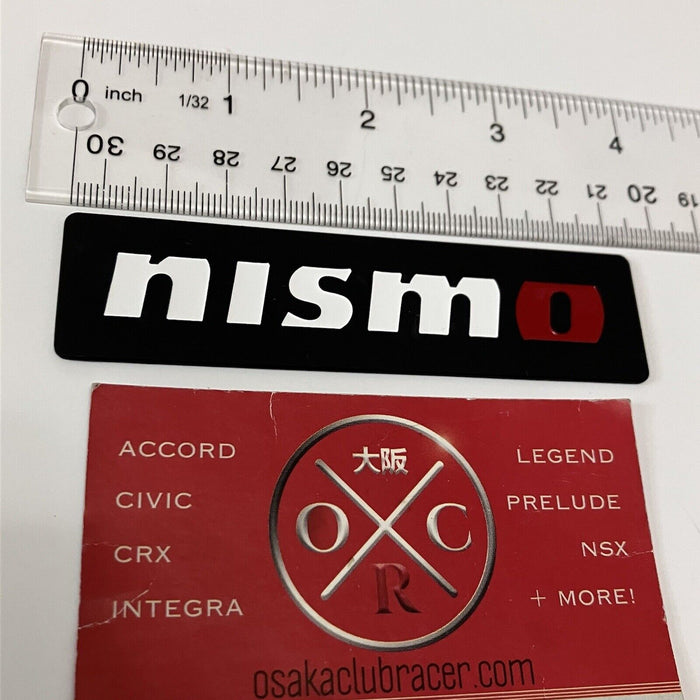 0 inch 1/32 1 2 3 4
30 29 28 27 26 25 24 23 22 21 20 19
nismo
ACCORD
CIVIC
CRX
INTEGRA
大阪
O C
R
LEGEND
PRELUDE
NSX
+ MORE!
osakaclubracer.com